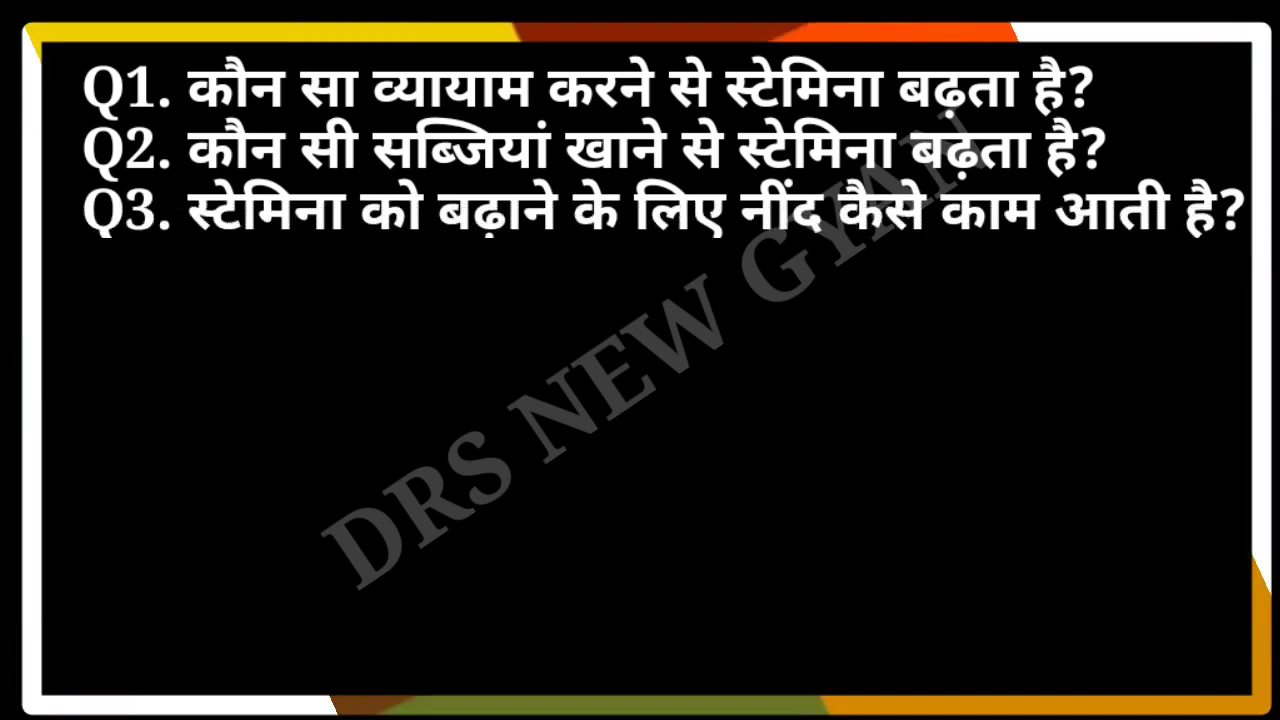 Q1. कौन सा व्यायाम करने से स्टेमिना बढ़ता है?
Q2. कौन सी सब्जियां खाने से स्टेमिना बढ़ता है?
Q3. स्टेमिना को बढ़ाने के लिए नींद कैसे काम आती है?
DRS NEW GYAN